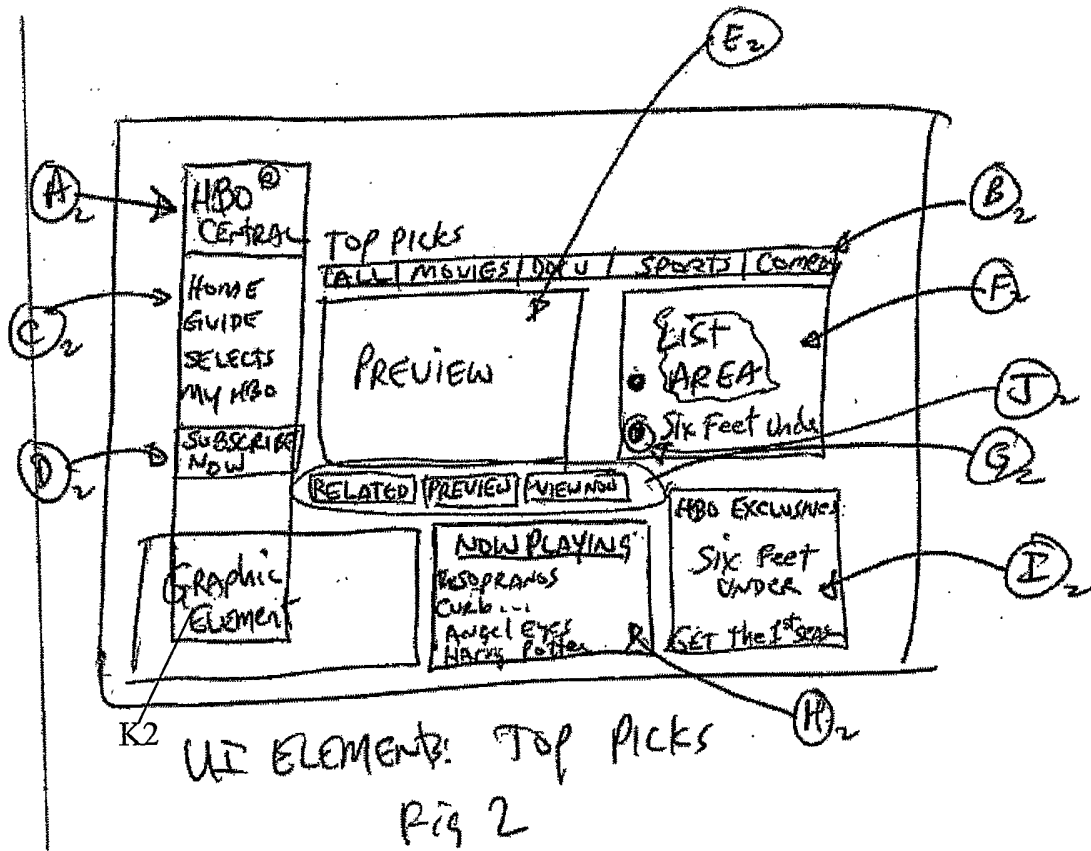 E2
A2
HBO ®
CENTRAL
B2
TOP PICKS
ALL MOVIES DOCU SPORTS COMEDY
C2
HOME
GUIDE
SELECTS
MY HBO
PREVIEW
LIST
AREA
Six Feet Under
F2
J2
D2
SUBSCRIBE
NOW
RELATED PREVIEW VIEW NOW
G2
GRAPHIC
ELEMENT
NOW PLAYING
SOPRANOS
CURB...
ANGEL EYES
HARRY Potter
HBO EXCLUSIVES
Six Feet
UNDER
GET The 1st
I2
K2
H2
UI ELEMENTS: TOP PICKS
Fig 2